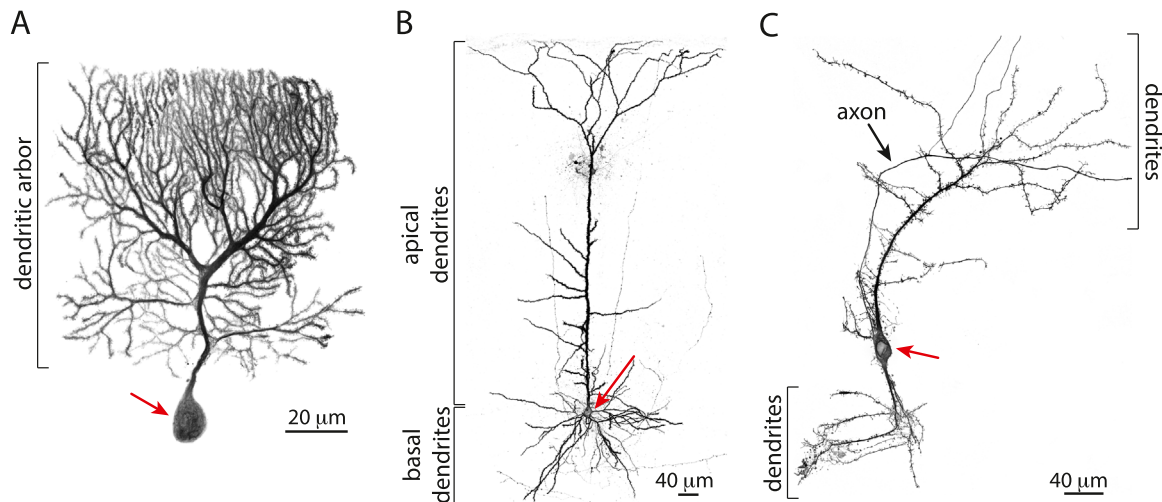 A
dendritic arbor
20 μm
B
apical
dendrites
basal
dendrites
40 μm
C
axon
dendrites
dendrites
40 μm